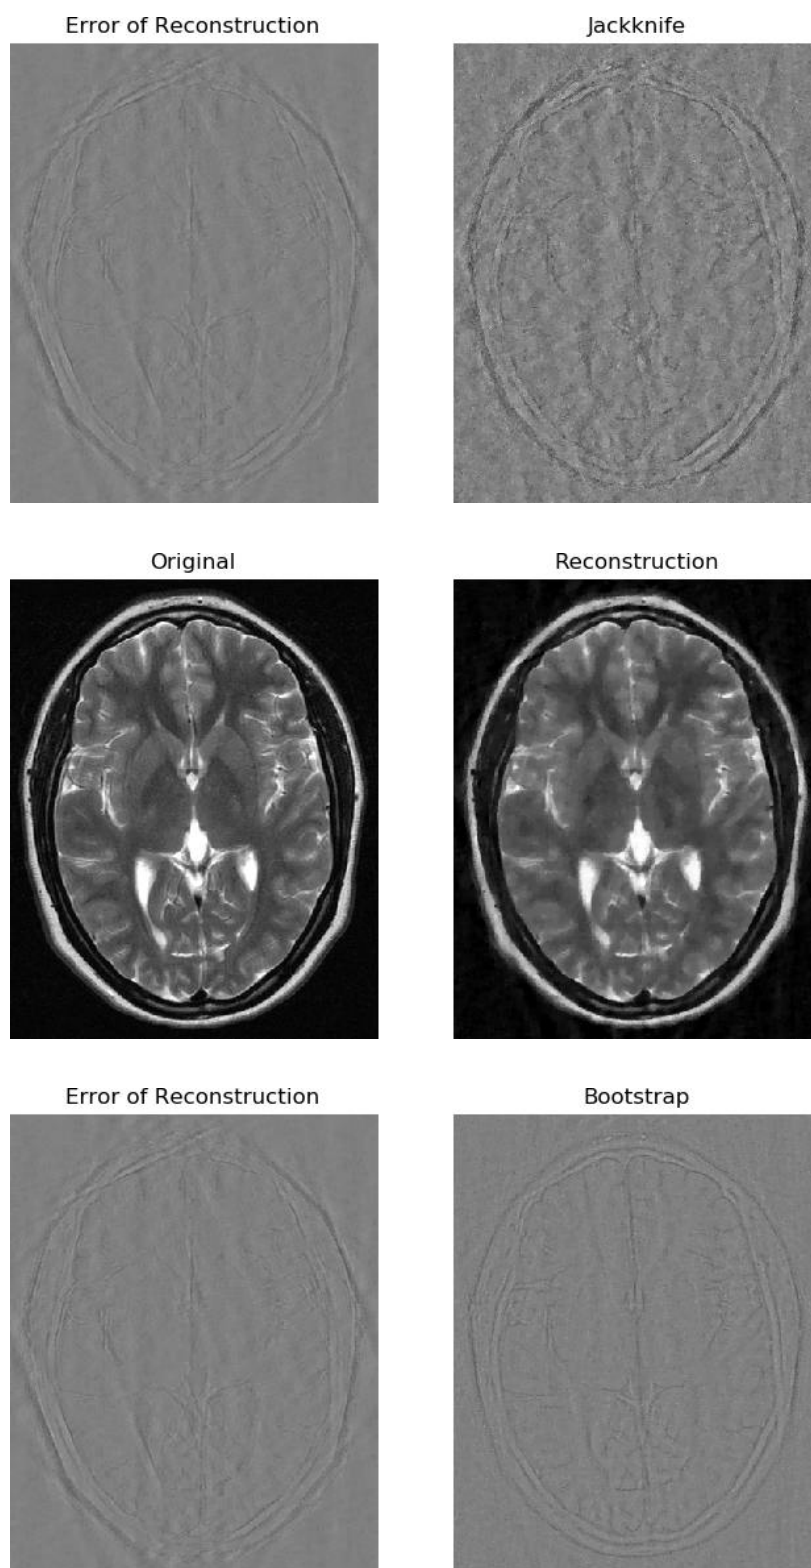 Error of Reconstruction
Jackknife
Original
Reconstruction
Error of Reconstruction
Bootstrap